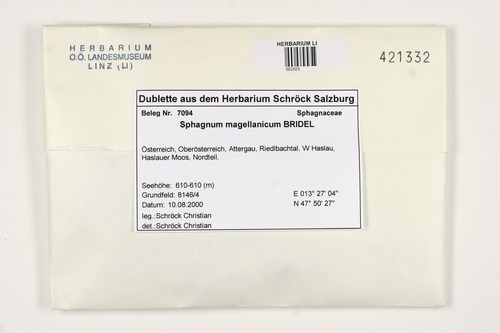 HERBARIUM
O.Ö. LANDESMUSEUM
LINZ (LI)
HERBARIUM LI
421332
Dublette aus dem Herbarium Schröck Salzburg
Beleg Nr. 7094 Sphagnaceae
Sphagnum magellanicum BRIDEL
Österreich, Oberösterreich, Attergau, Riedlbachtal, W Haslau,
Haslauer Moos, Nordteil.
Seehöhe: 610-610 (m) E 013° 27' 04"
Grundfeld: 8146/4 N 47° 50' 27"
Datum: 10.08.2000
leg.:Schröck Christian
det.:Schröck Christian